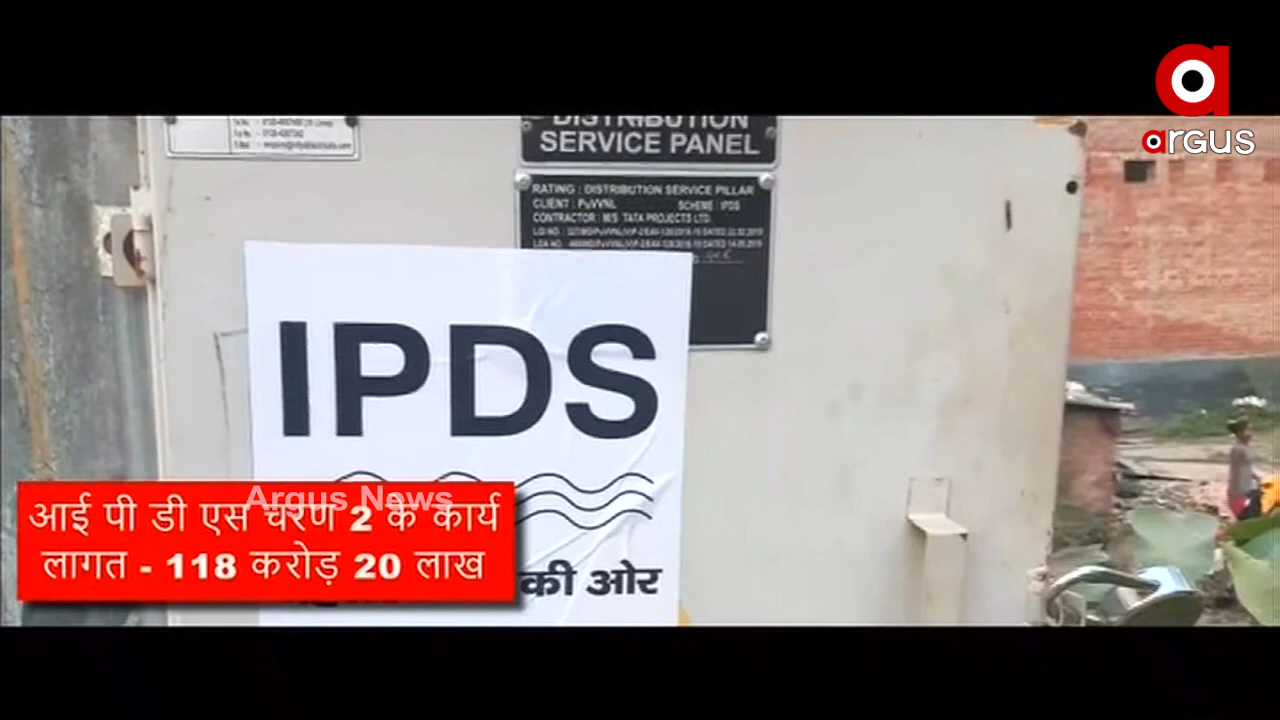 argus
DISTRIBUTION
SERVICE PANEL
RATING : DISTRIBUTION SERVICE PILLAR
CLIENT : PuVVNL SCHEME : IPDS
CONTRACTOR : M/S TATA PROJECTS LTD.
IPDS
की ओर
Argus News
आई पी डी एस चरण 2 के कार्य
लागत - 118 करोड़ 20 लाख